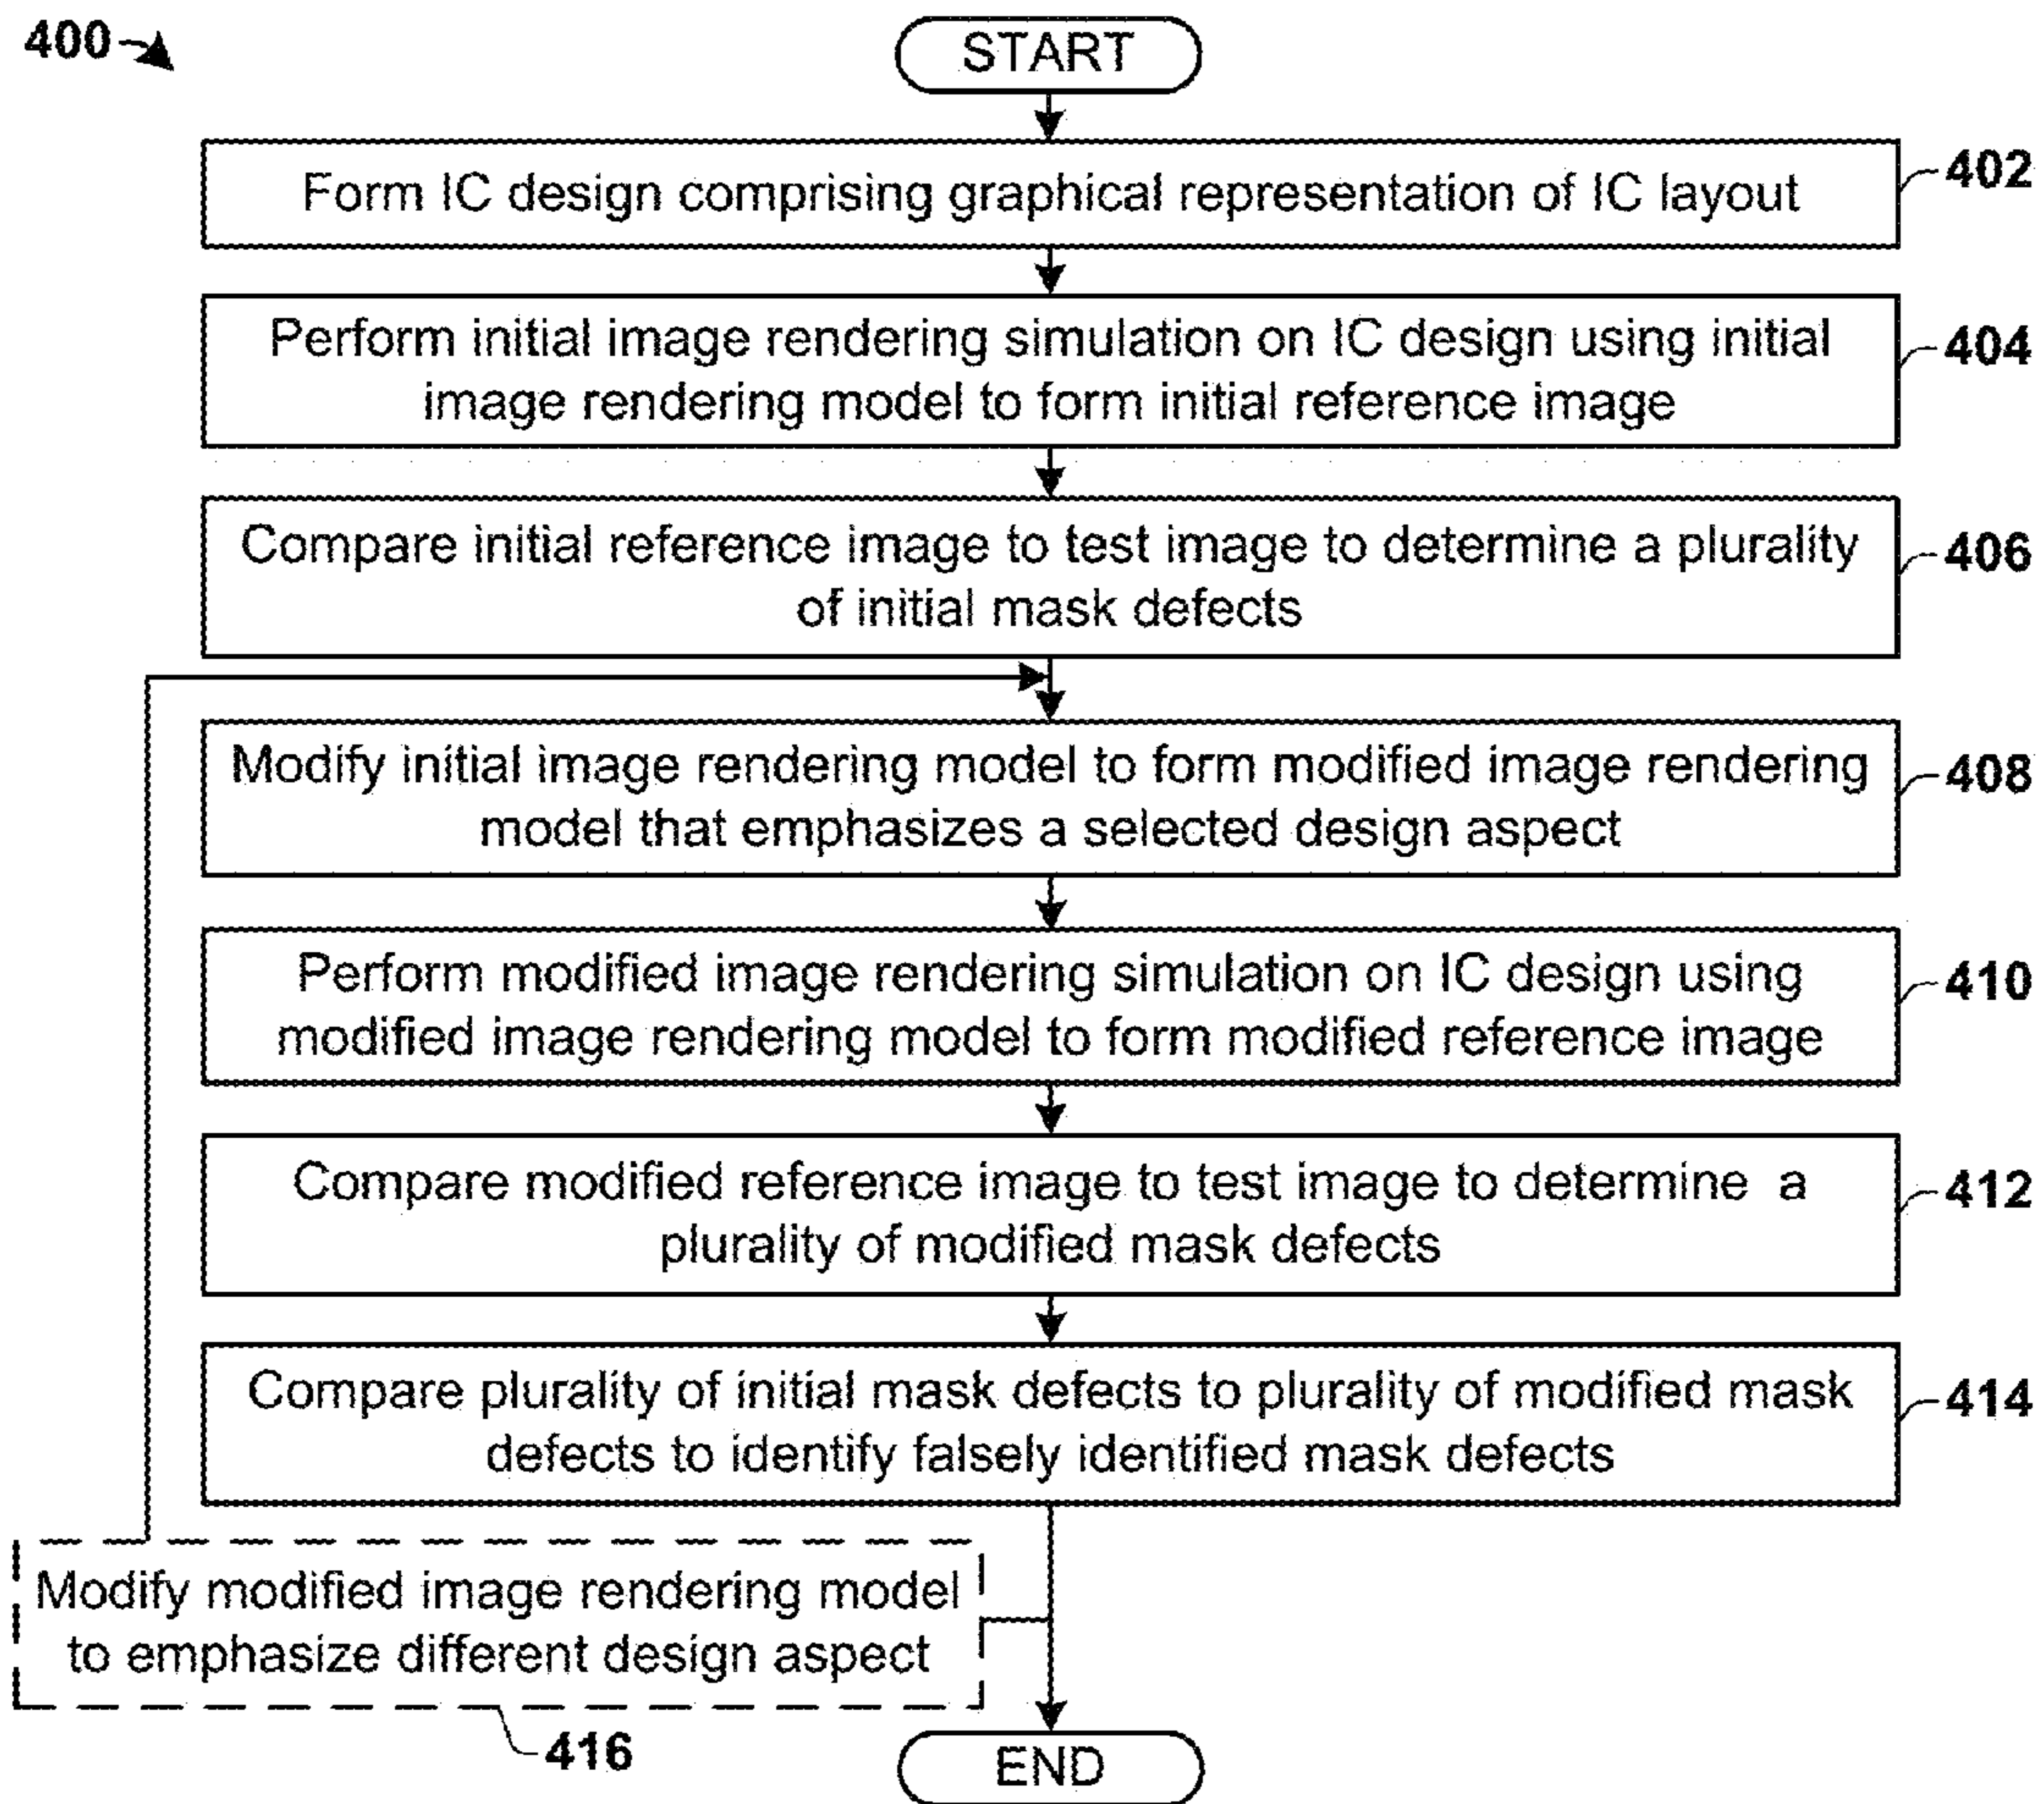 400
START
Form IC design comprising graphical representation of IC layout
402
Perform initial image rendering simulation on IC design using initial
image rendering model to form initial reference image
404
Compare initial reference image to test image to determine a plurality
of initial mask defects
406
Modify initial image rendering model to form modified image rendering
model that emphasizes a selected design aspect
408
Perform modified image rendering simulation on IC design using
modified image rendering model to form modified reference image
410
Compare modified reference image to test image to determine a
plurality of modified mask defects
412
Compare plurality of initial mask defects to plurality of modified mask
defects to identify falsely identified mask defects
414
Modify modified image rendering model
to emphasize different design aspect
416
END